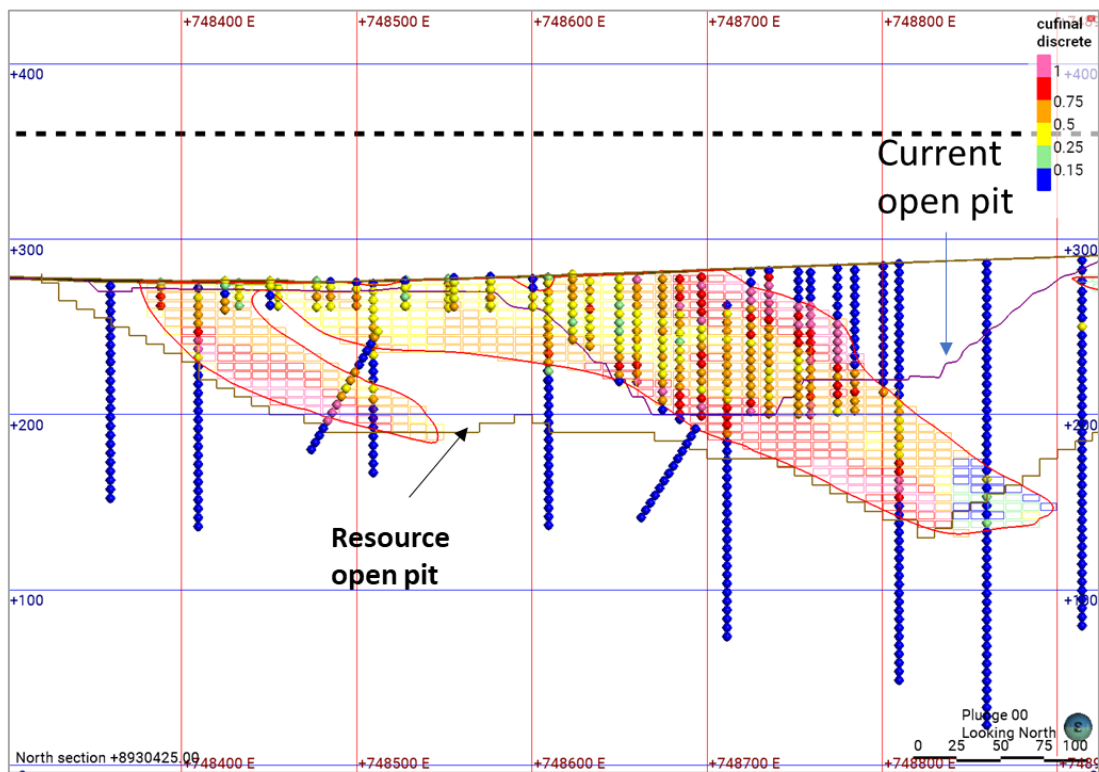 +748400 E +748500 E +748600 E +748700 E +748800 E
cufinal
discrete
1
0.75
0.5
0.25
0.15
+400 +400
Current
open pit
+300 +300
+200 +200
Resource
open pit
+100
Plunge 00
Looking North
0 25 50 75 100
North section +8930425.00
+748400 E +748500 E +748600 E +748700 E +748800 E